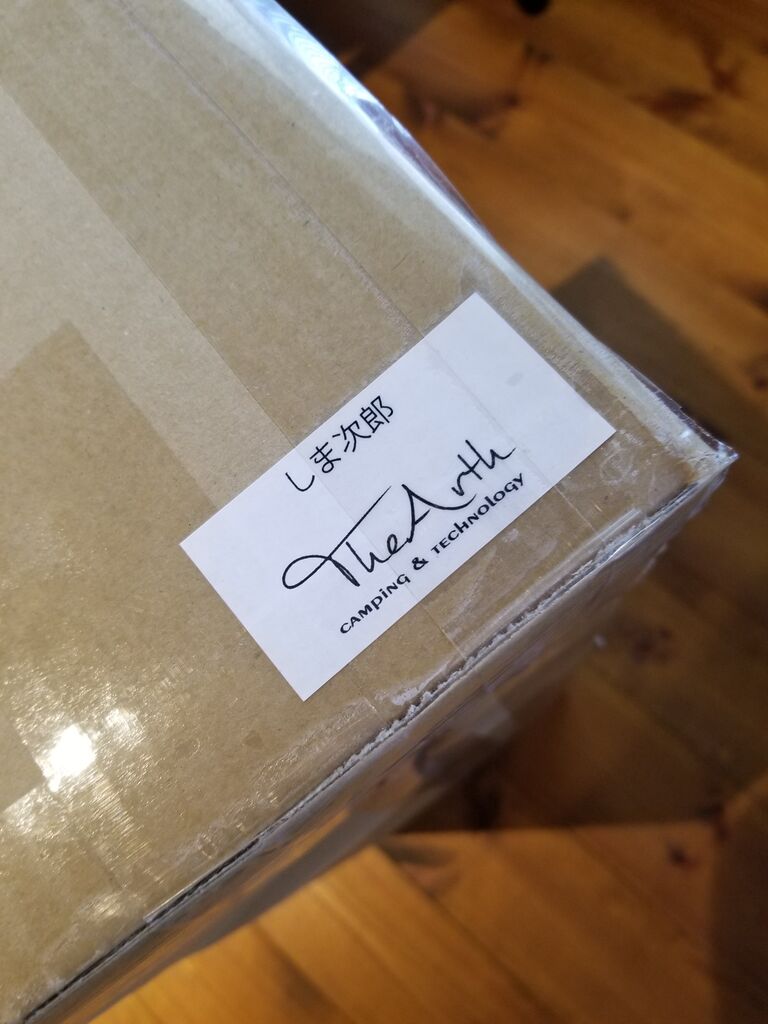 しま次郎
TheArth
CAMPiNG & TECHNOLOGY